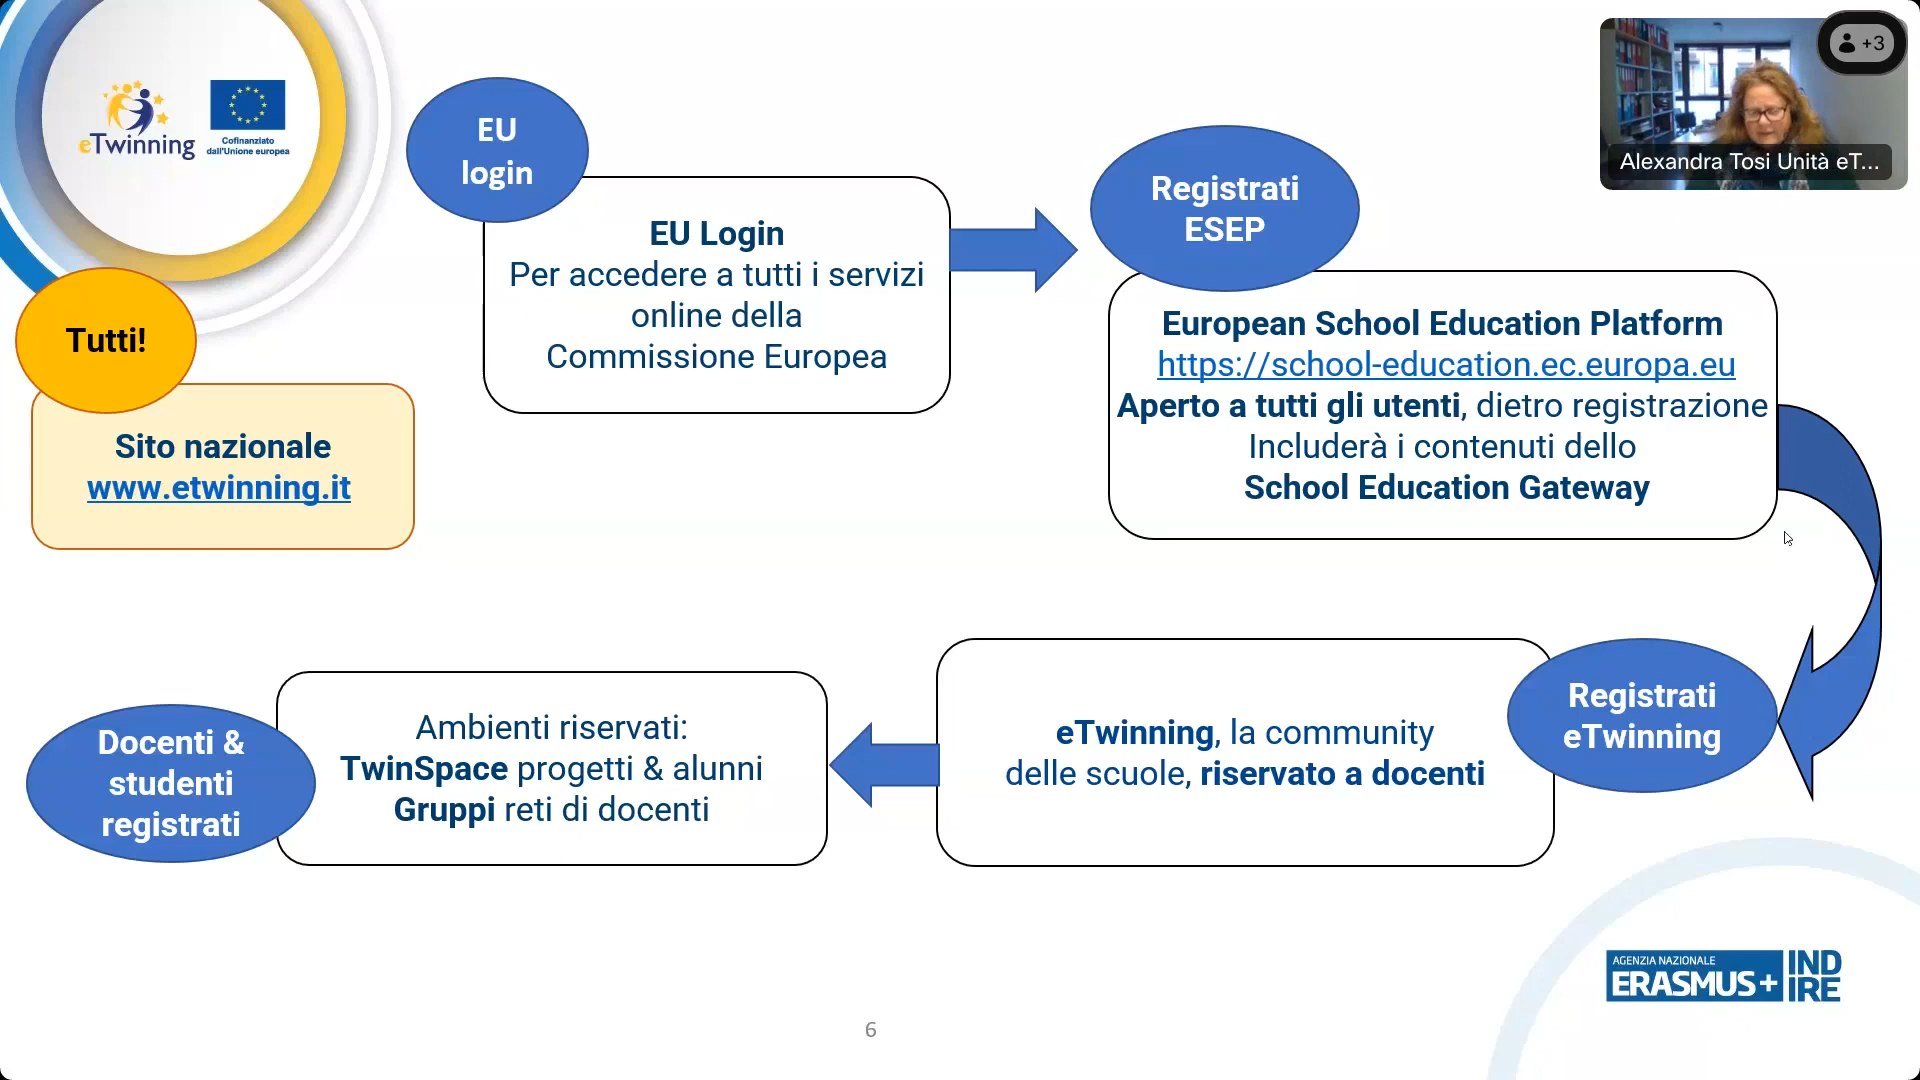 eTwinning
Cofinanziato
dall'Unione europea
EU
login
EU Login
Per accedere a tutti i servizi
online della
Commissione Europea
Registrati
ESEP
European School Education Platform
https://school-education.ec.europa.eu
Aperto a tutti gli utenti, dietro registrazione
Includerà i contenuti dello
School Education Gateway
+3
Alexandra Tosi Unità eT...
Tutti!
Sito nazionale
www.etwinning.it
Registrati
eTwinning
eTwinning, la community
delle scuole, riservato a docenti
Ambienti riservati:
TwinSpace progetti & alunni
Gruppi reti di docenti
Docenti &
studenti
registrati
AGENZIA NAZIONALE
ERASMUS+
IND
IRE
6